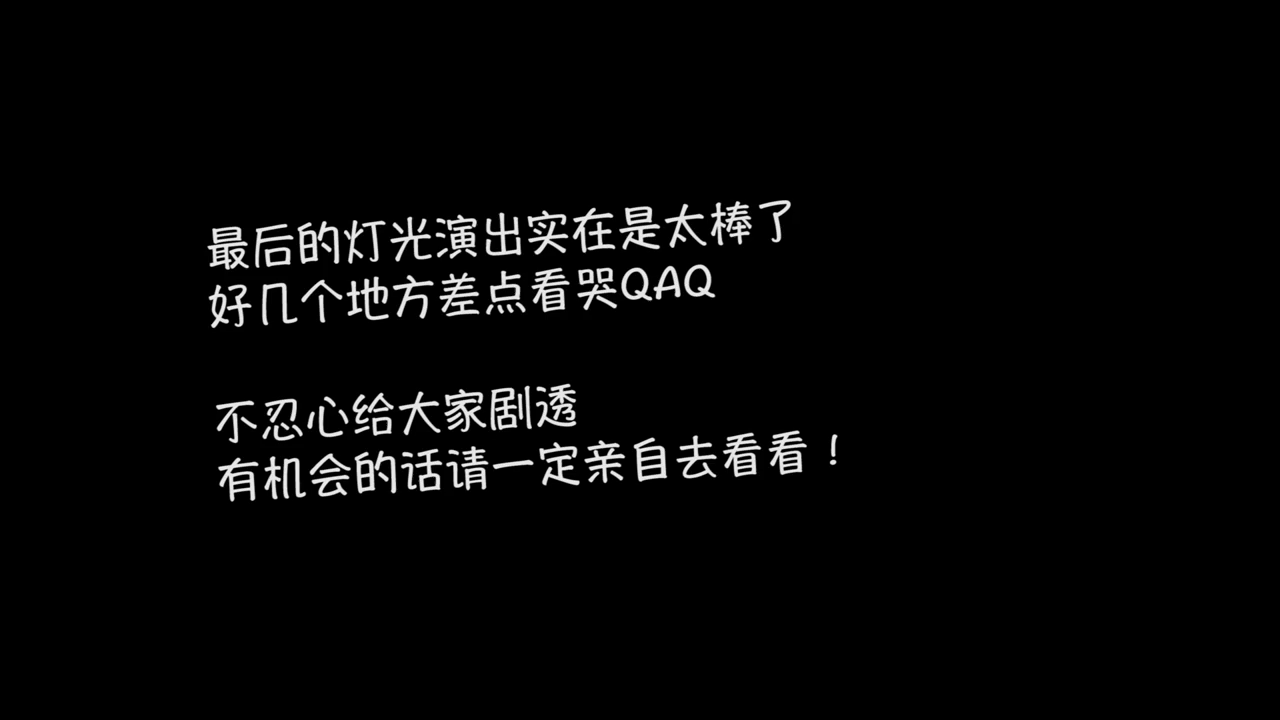 最后的灯光演出实在是太棒了
好几个地方差点看哭QAQ
不忍心给大家剧透
有机会的话请一定亲自去看看！